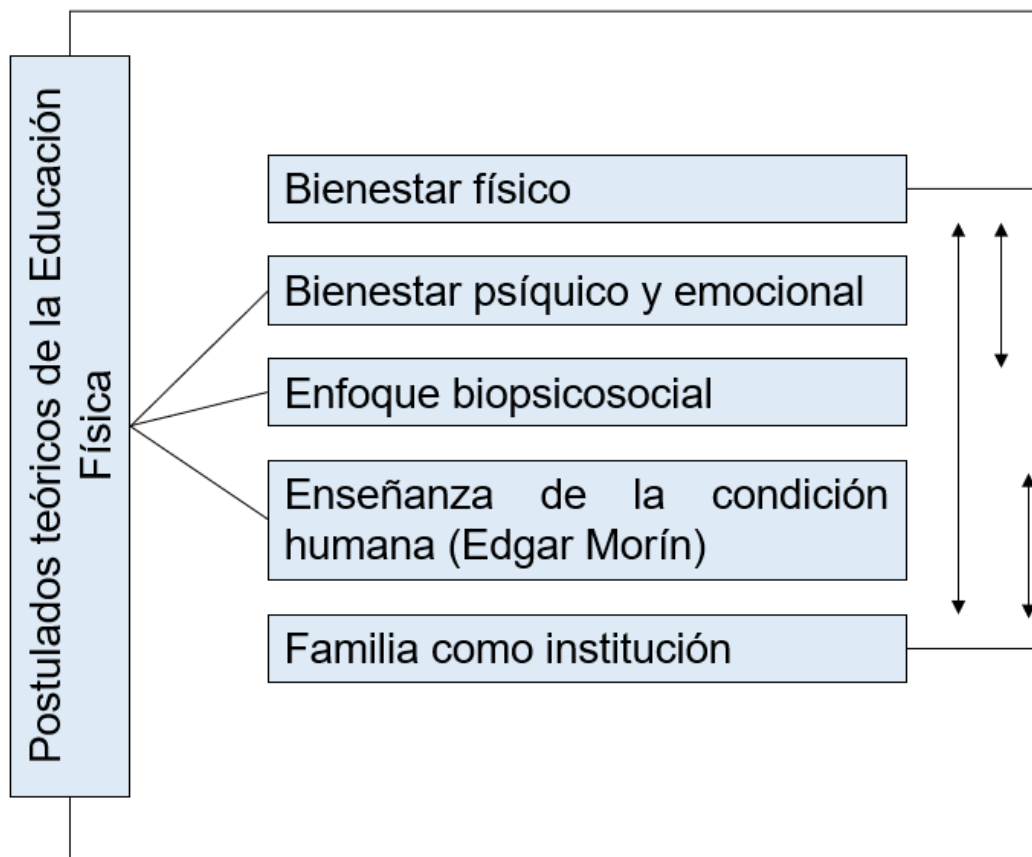 Postulados teóricos de la Educación
Física
Bienestar físico
Bienestar psíquico y emocional
Enfoque biopsicosocial
Enseñanza de la condición
humana (Edgar Morín)
Familia como institución